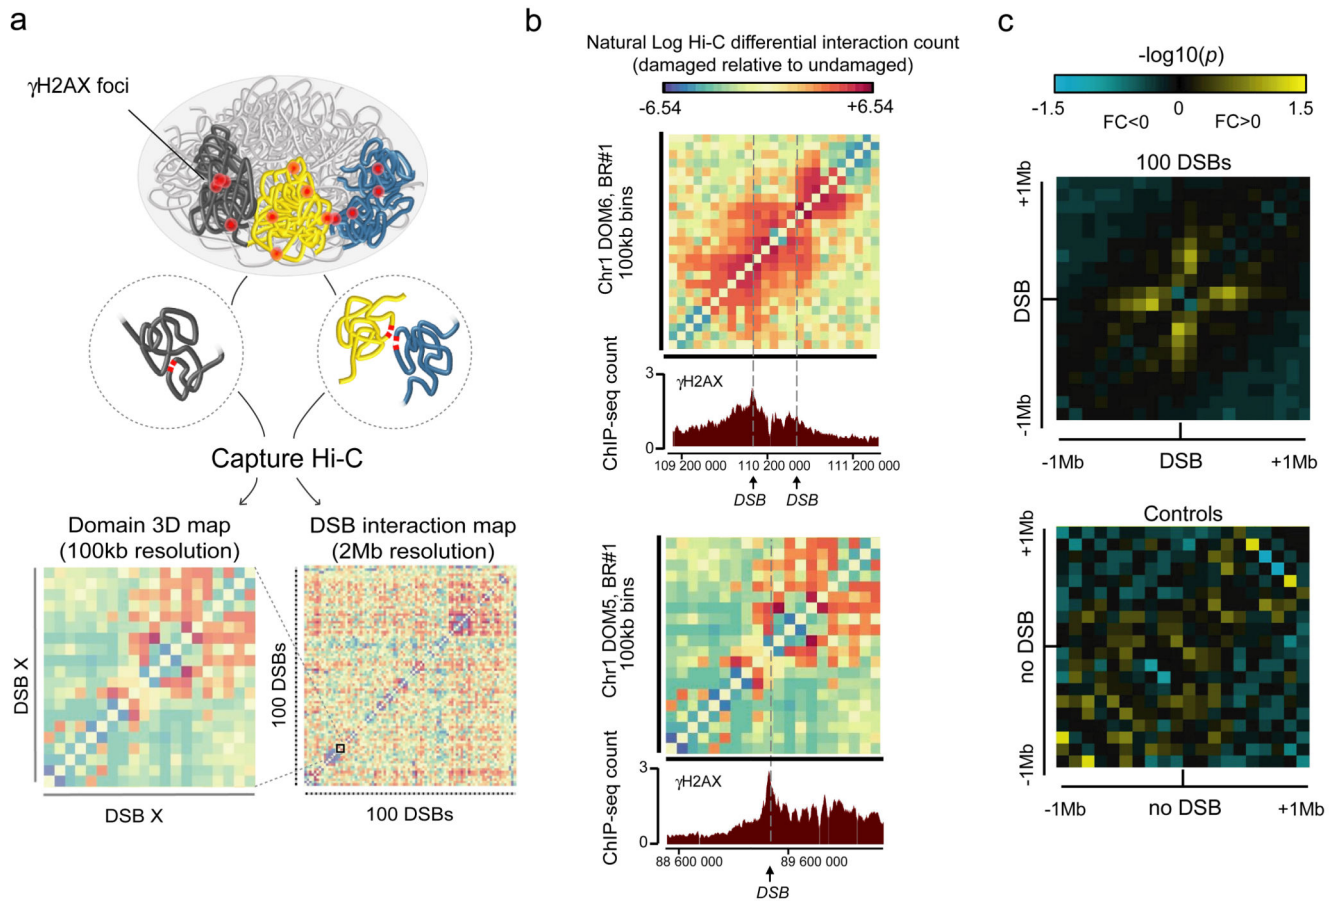 a
γH2AX foci
Capture Hi-C
Domain 3D map
(100kb resolution)
DSB interaction map
(2Mb resolution)
DSB X
DSB X
100 DSBs
100 DSBs
b
Natural Log Hi-C differential interaction count
(damaged relative to undamaged)
-6.54
+6.54
Chr1 DOM6, BR#1
100kb bins
ChIP-seq count
3
0
γH2AX
109 200 000
110 200 000
111 200 000
DSB
DSB
Chr1 DOM5, BR#1
100kb bins
ChIP-seq count
3
0
γH2AX
88 600 000
89 600 000
DSB
c
-log10(p)
-1.5
0
1.5
FC<0
FC>0
100 DSBs
+1Mb
DSB
-1Mb
-1Mb
DSB
+1Mb
Controls
+1Mb
no DSB
-1Mb
-1Mb
no DSB
+1Mb